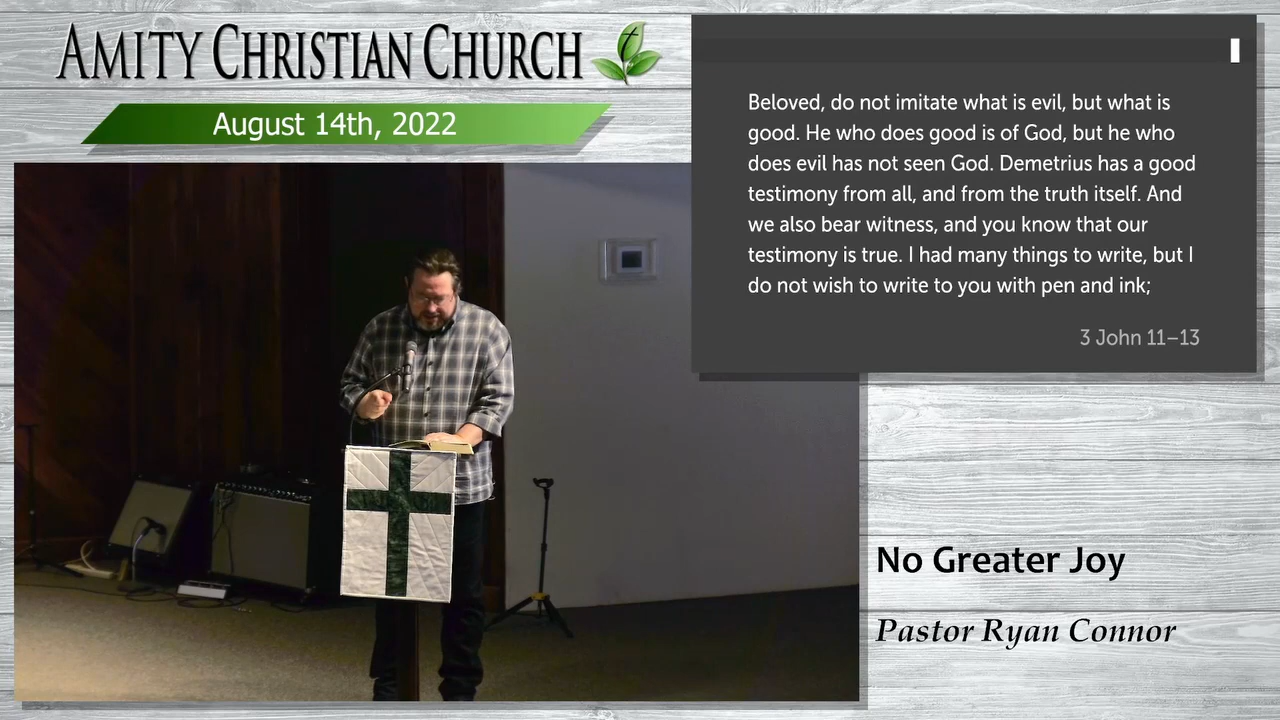 AMITY CHRISTIAN CHURCH
August 14th, 2022
Beloved, do not imitate what is evil, but what is
good. He who does good is of God, but he who
does evil has not seen God. Demetrius has a good
testimony from all, and from the truth itself. And
we also bear witness, and you know that our
testimony is true. I had many things to write, but I
do not wish to write to you with pen and ink;
3 John 11–13
No Greater Joy
Pastor Ryan Connor